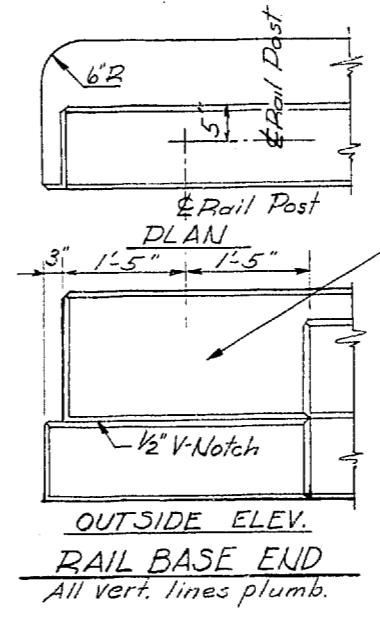 6"R
5"
℄ Rail Post
℄ Rail Post
PLAN
3"
1'-5"
1'-5"
½" V-Notch
OUTSIDE ELEV.
RAIL BASE END
All vert. lines plumb.